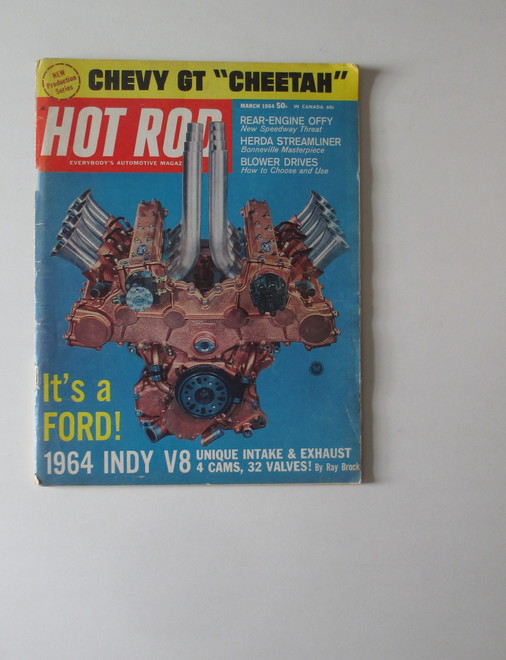 NEW
Production
Series
CHEVY GT "CHEETAH"
MARCH 1964 50¢ IN CANADA 60¢
HOT ROD
EVERYBODY'S AUTOMOTIVE
REAR-ENGINE OFFY
New Speedway Threat
HERDA STREAMLINER
Bonneville Masterpiece
BLOWER DRIVES
How to Choose and Use
It's a
FORD!
1964 INDY V8
UNIQUE INTAKE & EXHAUST
4 CAMS, 32 VALVES! By Ray Brock